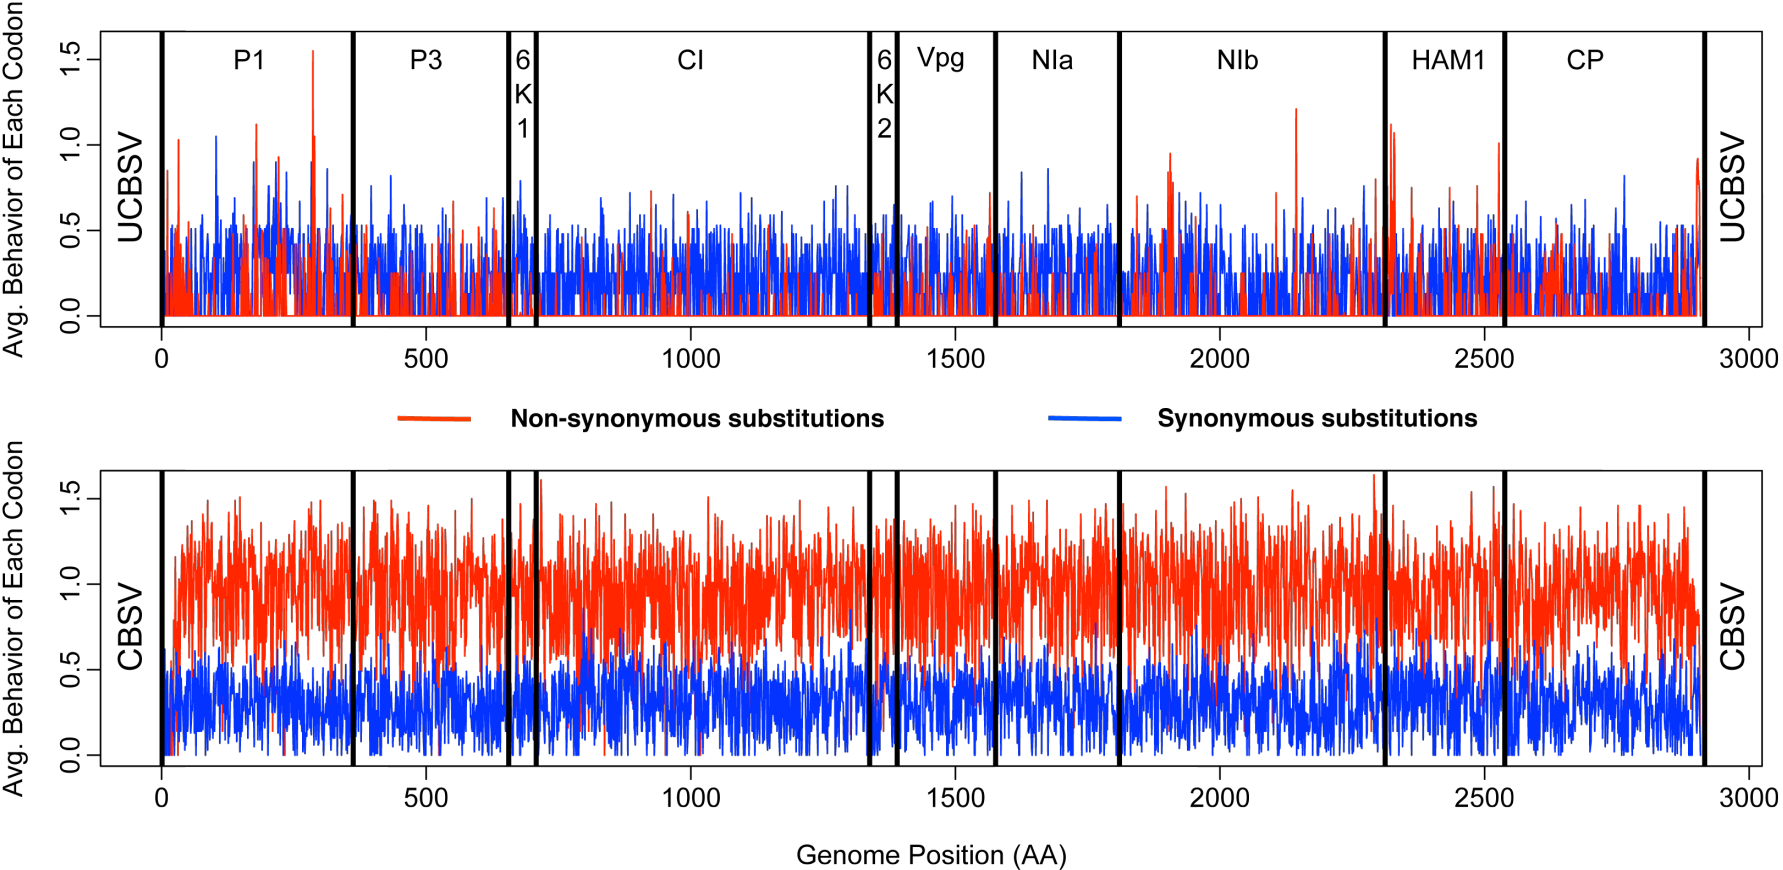 Avg. Behavior of Each Codon
1.5
1.0
0.5
0.0
UCBSV
P1
P3
6
K
1
CI
6
K
2
Vpg
NIa
NIb
HAM1
CP
UCBSV
0 500 1000 1500 2000 2500 3000
Non-synonymous substitutions Synonymous substitutions
Avg. Behavior of Each Codon
1.5
1.0
0.5
0.0
CBSV
CBSV
0 500 1000 1500 2000 2500 3000
Genome Position (AA)